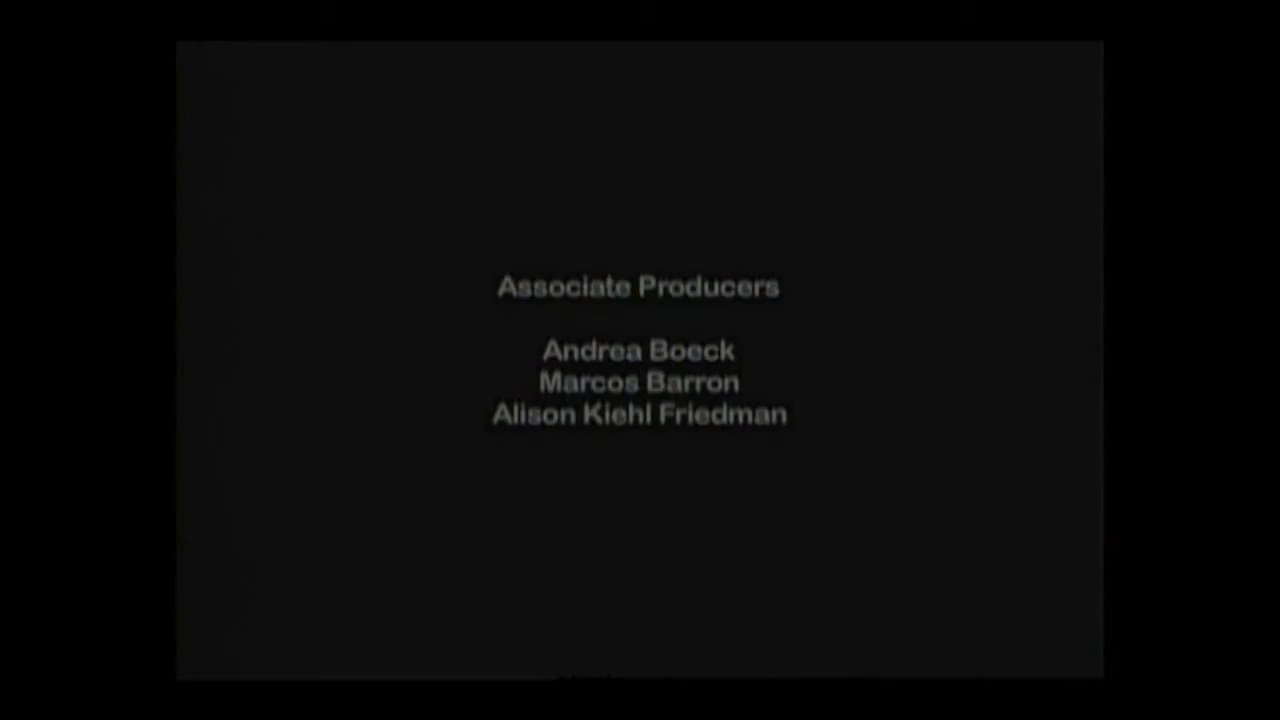 Associate Producers
Andrea Boeck
Marcos Barron
Alison Kiehl Friedman